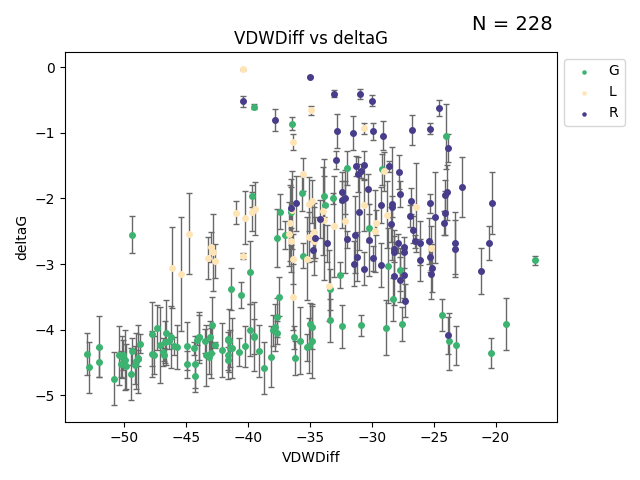 N = 228
VDWDiff vs deltaG
G
L
R
0
−1
−2
−3
−4
−5
deltaG
−50
−45
−40
−35
−30
−25
−20
VDWDiff